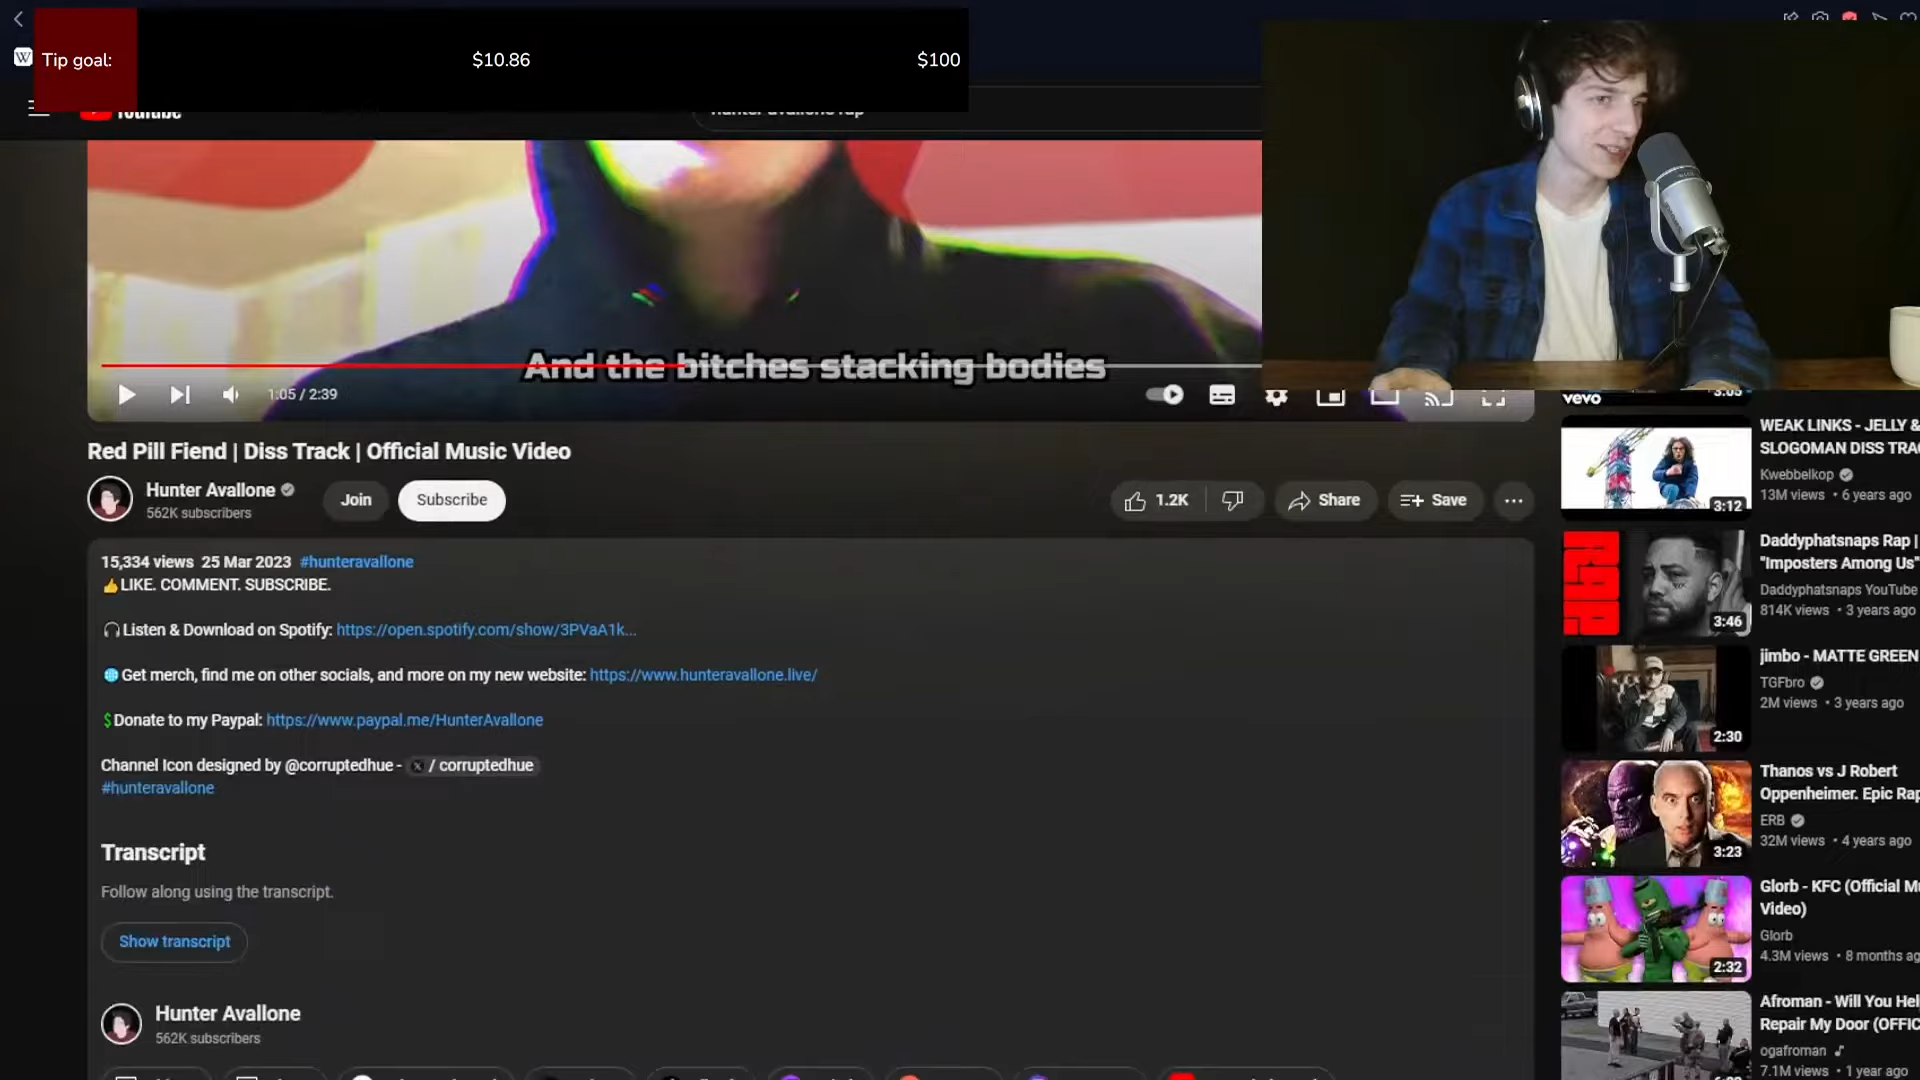 W
Tip goal:
$10.86
$100
YouTube
hunter avallone rap
And the bitches stacking bodies
1:05 / 2:39
Red Pill Fiend | Diss Track | Official Music Video
Hunter Avallone
562K subscribers
Join
Subscribe
1.2K
Share
Save
15,334 views 25 Mar 2023 #hunteravallone
👍LIKE. COMMENT. SUBSCRIBE.
🎧Listen & Download on Spotify: https://open.spotify.com/show/3PVaA1k...
🌐Get merch, find me on other socials, and more on my new website: https://www.hunteravallone.live/
💲Donate to my Paypal: https://www.paypal.me/HunterAvallone
Channel Icon designed by @corruptedhue - X / corruptedhue
#hunteravallone
Transcript
Follow along using the transcript.
Show transcript
Hunter Avallone
562K subscribers
vevo
3:05
WEAK LINKS - JELLY &
SLOGOMAN DISS TRA
Kwebbelkop
13M views • 6 years ago
3:12
Daddyphatsnaps Rap |
"Imposters Among Us"
Daddyphatsnaps YouTube
814K views • 3 years ago
RAP
3:46
jimbo - MATTE GREEN
TGFbro
2M views • 3 years ago
2:30
Thanos vs J Robert
Oppenheimer. Epic Rap
ERB
32M views • 4 years ago
3:23
Glorb - KFC (Official Mu
Video)
Glorb
4.3M views • 8 months ag
2:32
Afroman - Will You Hel
Repair My Door (OFFIC
ogafroman
7.1M views • 1 year ago